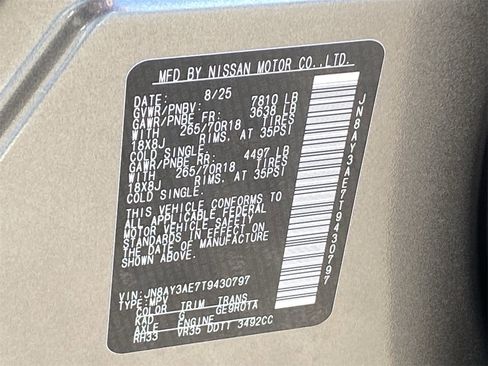 MFD BY NISSAN MOTOR CO.,LTD.
DATE: 8/25
GVWR/PNBV: 7810 LB
GAWR/PNBE FR: 3638 LB
WITH 265/70R18 TIRES
18X8J RIMS, AT 35PSI
COLD SINGLE.
GAWR/PNBE RR: 4497 LB
WITH 265/70R18 TIRES
18X8J RIMS, AT 35PSI
COLD SINGLE.
THIS VEHICLE CONFORMS TO
ALL APPLICABLE FEDERAL
MOTOR VEHICLE SAFETY
STANDARDS IN EFFECT ON
THE DATE OF MANUFACTURE
SHOWN ABOVE.
VIN:JN8AY3AE7T9430797
TYPE:MPV
COLOR TRIM TRANS
KAD G GE9R01A
AXLE ENGINE
RH33 VR35 DDTT 3492CC
JN8AY3AE7T9430797